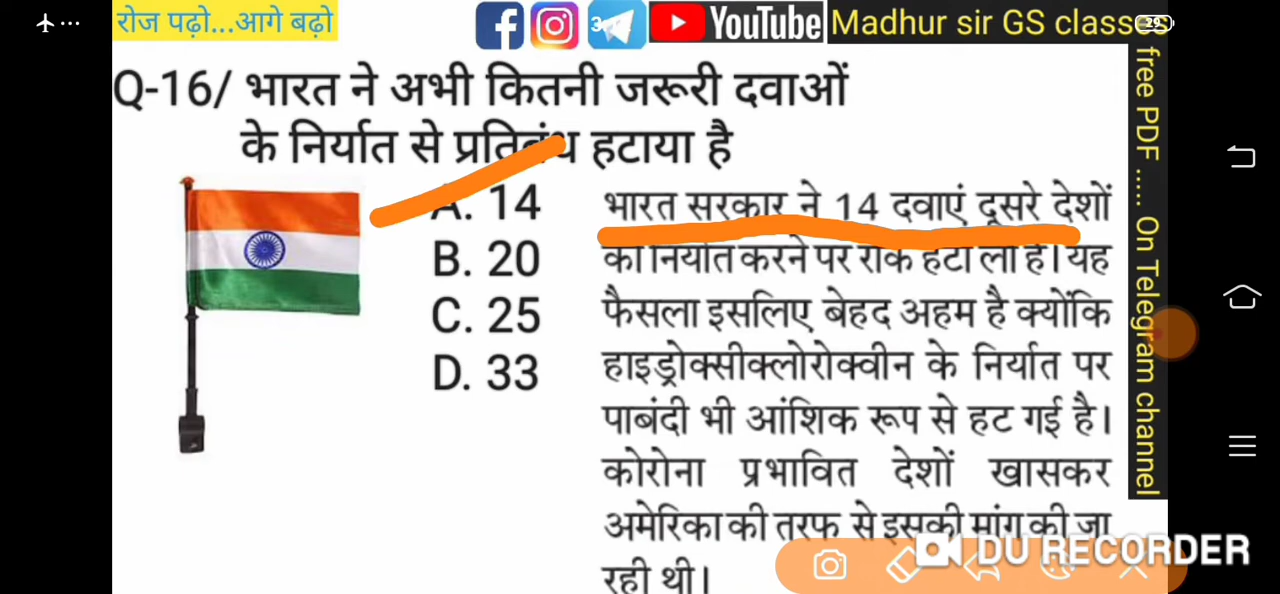 रोज पढ़ो...आगे बढ़ो
YouTube
Madhur sir GS classes
29
free PDF ..... On Telegram channel
Q-16/ भारत ने अभी कितनी जरूरी दवाओं
के निर्यात से प्रतिबंध हटाया है
A. 14
B. 20
C. 25
D. 33
भारत सरकार ने 14 दवाएं दूसरे देशों
को निर्यात करने पर रोक हटा ली है। यह
फैसला इसलिए बेहद अहम है क्योंकि
हाइड्रोक्सीक्लोरोक्वीन के निर्यात पर
पाबंदी भी आंशिक रूप से हट गई है।
कोरोना प्रभावित देशों खासकर
अमेरिका की तरफ से इसकी मांग की जा
रही थी।
DU RECORDER